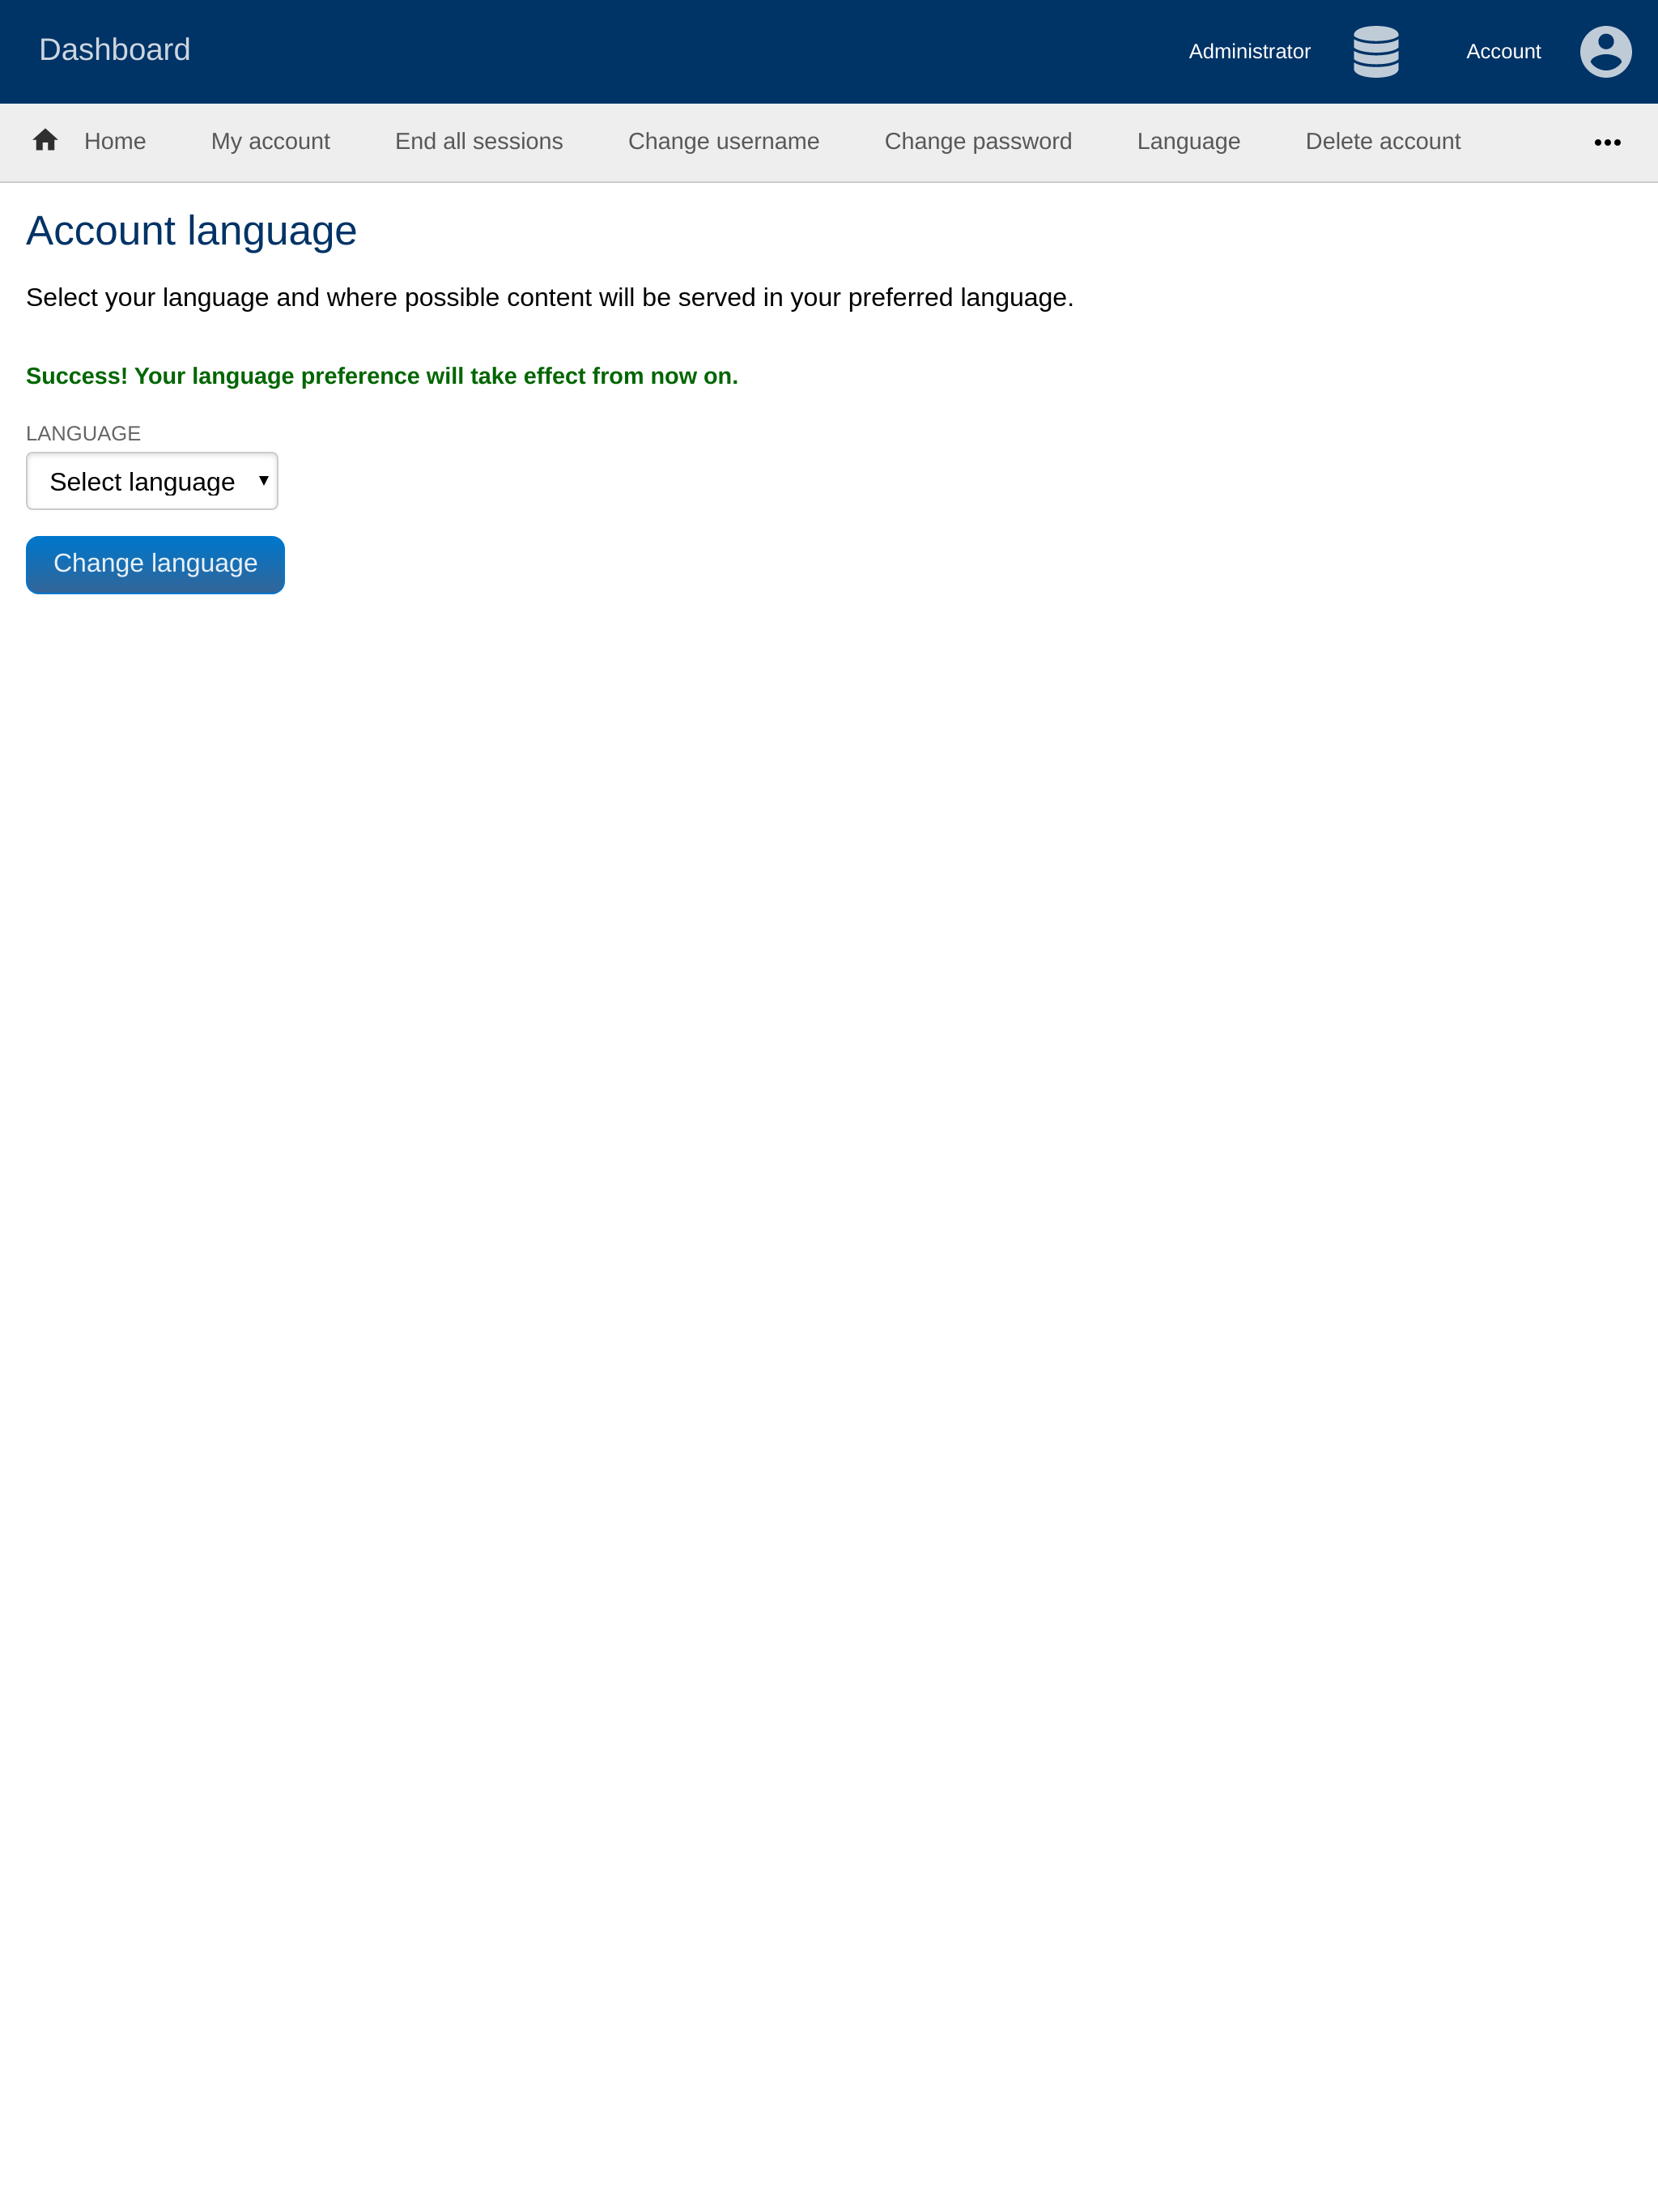 Dashboard
Administrator
Account
Home
My account
End all sessions
Change username
Change password
Language
Delete account
Account language
Select your language and where possible content will be served in your preferred language.
Success! Your language preference will take effect from now on.
LANGUAGE
Select language
Change language